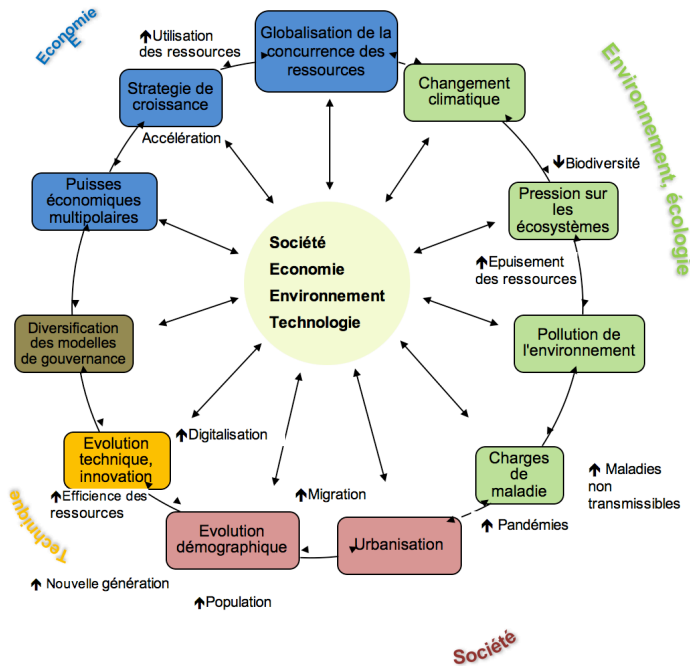 Economie
E
Utilisation
des ressources
Globalisation de la
concurrence des
ressources
Changement
climatique
Environnement, écologie
Strategie de
croissance
Accélération
Biodiversité
Puisses
économiques
multipolaires
Pression sur
les
écosystèmes
Société
Economie
Environnement
Technologie
Epuisement
des ressources
Diversification
des modelles
de gouvernance
Pollution de
l'environnement
Evolution
technique,
innovation
Digitalisation
Charges
de
maladie
Maladies
non
transmissibles
Efficience des
ressources
Migration
Technique
Evolution
démographique
Urbanisation
Pandémies
Nouvelle génération
Population
Société